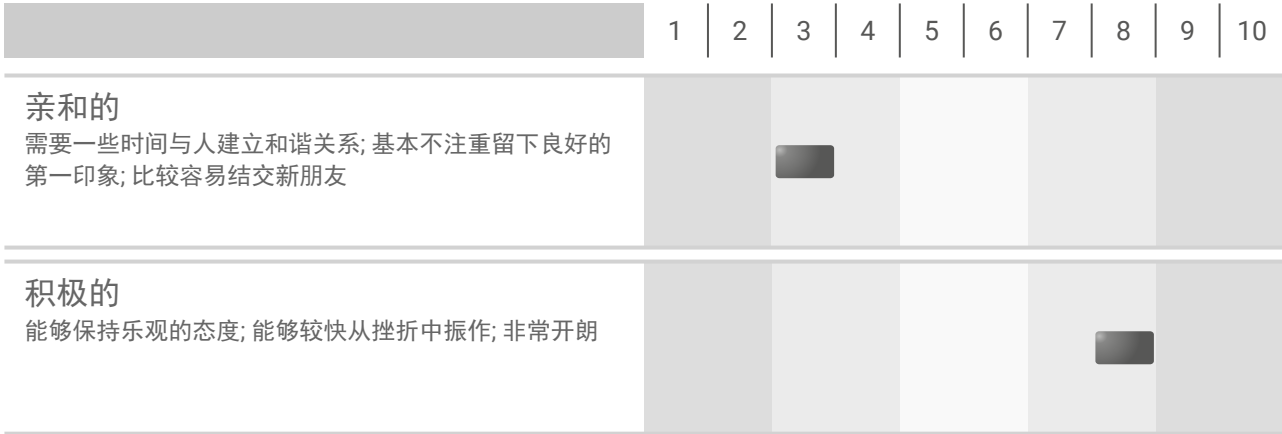 1 2 3 4 5 6 7 8 9 10
亲和的
需要一些时间与人建立和谐关系; 基本不注重留下良好的
第一印象; 比较容易结交新朋友
积极的
能够保持乐观的态度; 能够较快从挫折中振作; 非常开朗